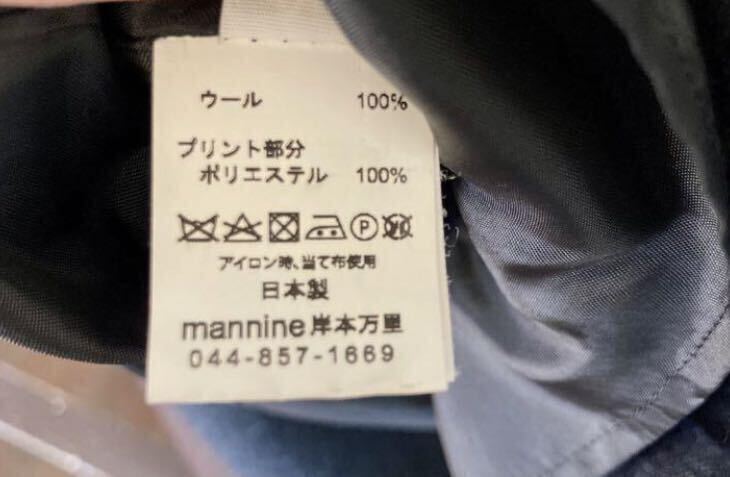 ウール 100%
プリント部分
ポリエステル 100%
P
アイロン時、当て布使用
日本製
mannine岸本万里
044-857-1669